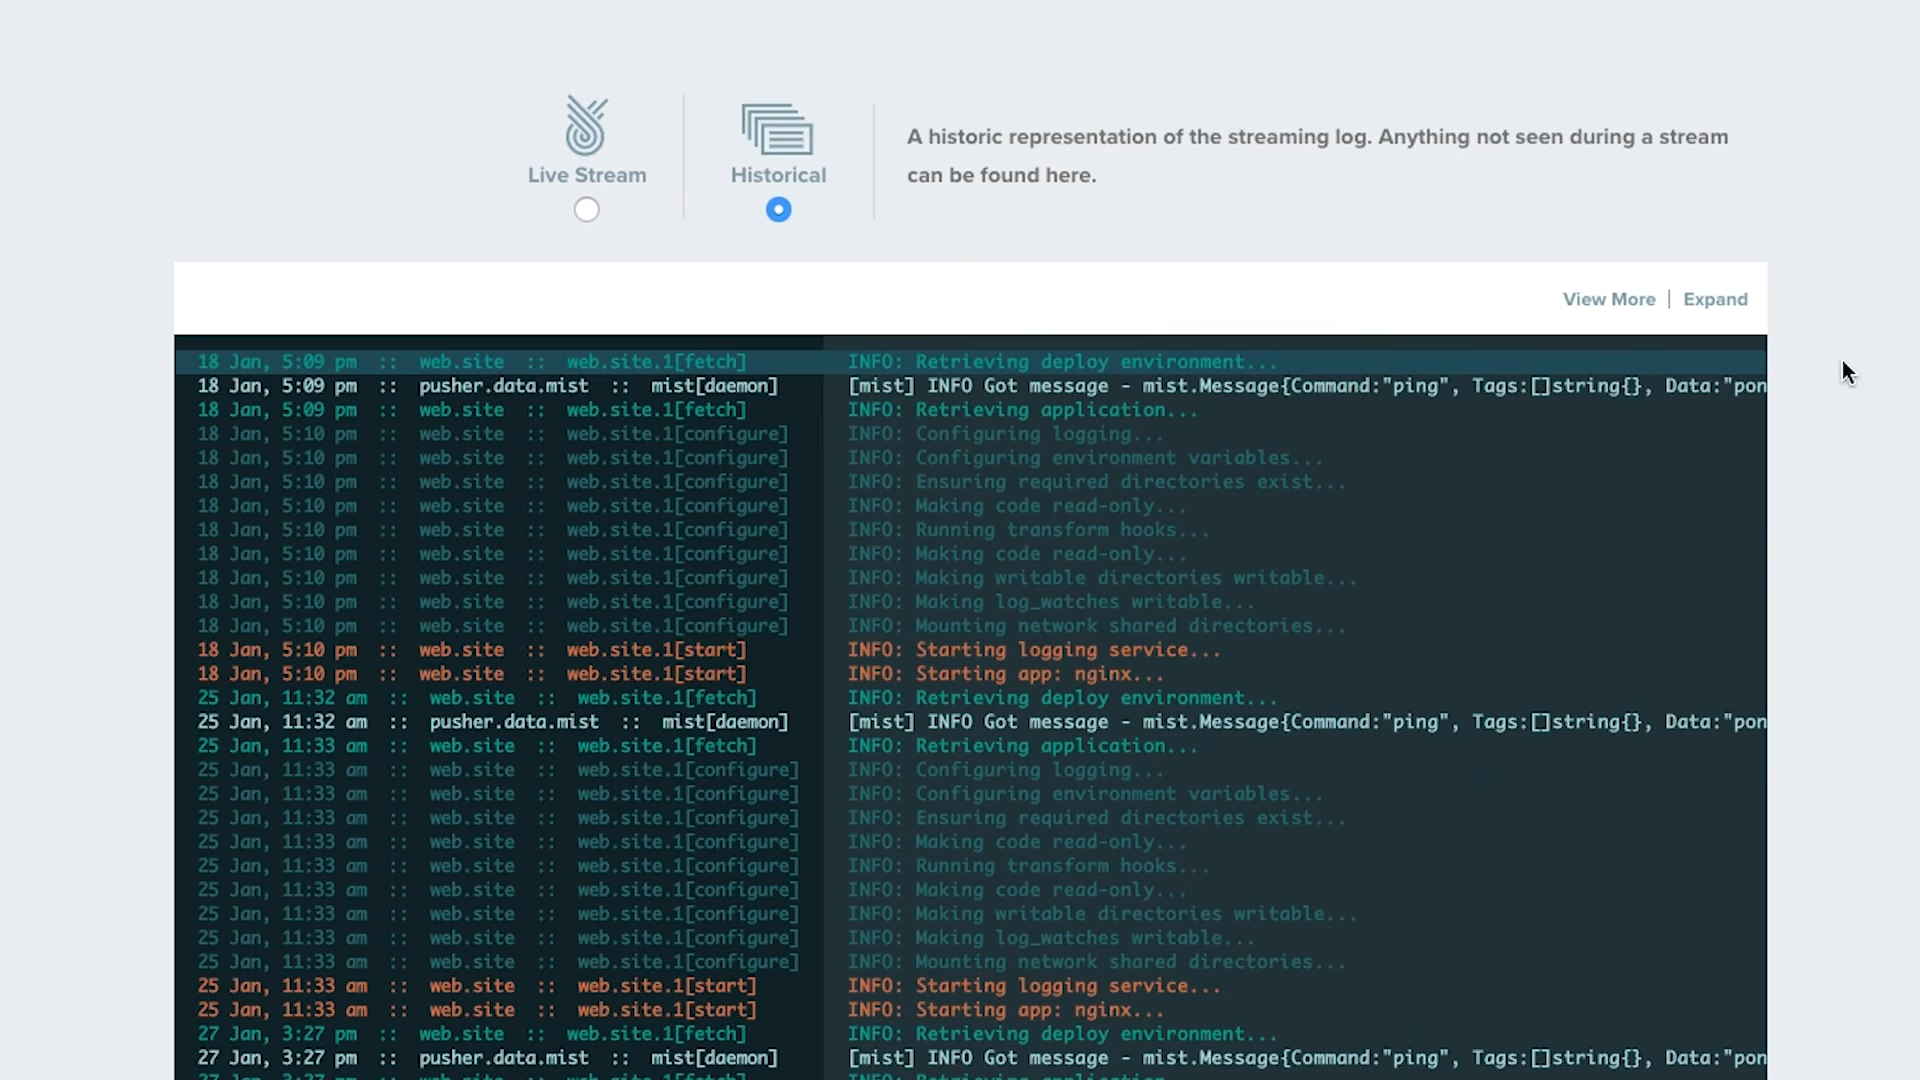 Live Stream
Historical
A historic representation of the streaming log. Anything not seen during a stream
can be found here.
View More | Expand
18 Jan, 5:09 pm :: web.site :: web.site.1[fetch] INFO: Retrieving deploy environment...
18 Jan, 5:09 pm :: pusher.data.mist :: mist[daemon] [mist] INFO Got message - mist.Message{Command:"ping", Tags:[]string{}, Data:"pon
18 Jan, 5:09 pm :: web.site :: web.site.1[fetch] INFO: Retrieving application...
18 Jan, 5:10 pm :: web.site :: web.site.1[configure] INFO: Configuring logging...
18 Jan, 5:10 pm :: web.site :: web.site.1[configure] INFO: Configuring environment variables...
18 Jan, 5:10 pm :: web.site :: web.site.1[configure] INFO: Ensuring required directories exist...
18 Jan, 5:10 pm :: web.site :: web.site.1[configure] INFO: Making code read-only...
18 Jan, 5:10 pm :: web.site :: web.site.1[configure] INFO: Running transform hooks...
18 Jan, 5:10 pm :: web.site :: web.site.1[configure] INFO: Making code read-only...
18 Jan, 5:10 pm :: web.site :: web.site.1[configure] INFO: Making writable directories writable...
18 Jan, 5:10 pm :: web.site :: web.site.1[configure] INFO: Making log_watches writable...
18 Jan, 5:10 pm :: web.site :: web.site.1[configure] INFO: Mounting network shared directories...
18 Jan, 5:10 pm :: web.site :: web.site.1[start] INFO: Starting logging service...
18 Jan, 5:10 pm :: web.site :: web.site.1[start] INFO: Starting app: nginx...
25 Jan, 11:32 am :: web.site :: web.site.1[fetch] INFO: Retrieving deploy environment...
25 Jan, 11:32 am :: pusher.data.mist :: mist[daemon] [mist] INFO Got message - mist.Message{Command:"ping", Tags:[]string{}, Data:"pon
25 Jan, 11:33 am :: web.site :: web.site.1[fetch] INFO: Retrieving application...
25 Jan, 11:33 am :: web.site :: web.site.1[configure] INFO: Configuring logging...
25 Jan, 11:33 am :: web.site :: web.site.1[configure] INFO: Configuring environment variables...
25 Jan, 11:33 am :: web.site :: web.site.1[configure] INFO: Ensuring required directories exist...
25 Jan, 11:33 am :: web.site :: web.site.1[configure] INFO: Making code read-only...
25 Jan, 11:33 am :: web.site :: web.site.1[configure] INFO: Running transform hooks...
25 Jan, 11:33 am :: web.site :: web.site.1[configure] INFO: Making code read-only...
25 Jan, 11:33 am :: web.site :: web.site.1[configure] INFO: Making writable directories writable...
25 Jan, 11:33 am :: web.site :: web.site.1[configure] INFO: Making log_watches writable...
25 Jan, 11:33 am :: web.site :: web.site.1[configure] INFO: Mounting network shared directories...
25 Jan, 11:33 am :: web.site :: web.site.1[start] INFO: Starting logging service...
25 Jan, 11:33 am :: web.site :: web.site.1[start] INFO: Starting app: nginx...
27 Jan, 3:27 pm :: web.site :: web.site.1[fetch] INFO: Retrieving deploy environment...
27 Jan, 3:27 pm :: pusher.data.mist :: mist[daemon] [mist] INFO Got message - mist.Message{Command:"ping", Tags:[]string{}, Data:"pon